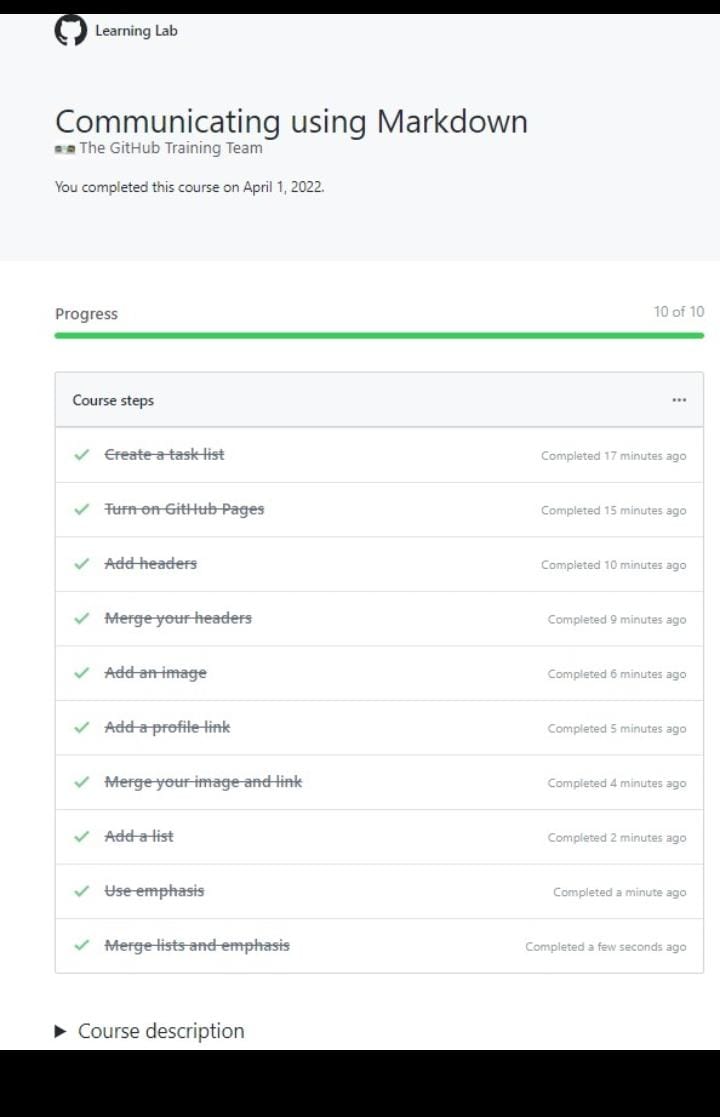 Learning Lab
Communicating using Markdown
The GitHub Training Team
You completed this course on April 1, 2022.
Progress 10 of 10
Course steps ...
Create a task list Completed 17 minutes ago
Turn on GitHub Pages Completed 15 minutes ago
Add headers Completed 10 minutes ago
Merge your headers Completed 9 minutes ago
Add an image Completed 6 minutes ago
Add a profile link Completed 5 minutes ago
Merge your image and link Completed 4 minutes ago
Add a list Completed 2 minutes ago
Use emphasis Completed a minute ago
Merge lists and emphasis Completed a few seconds ago
Course description